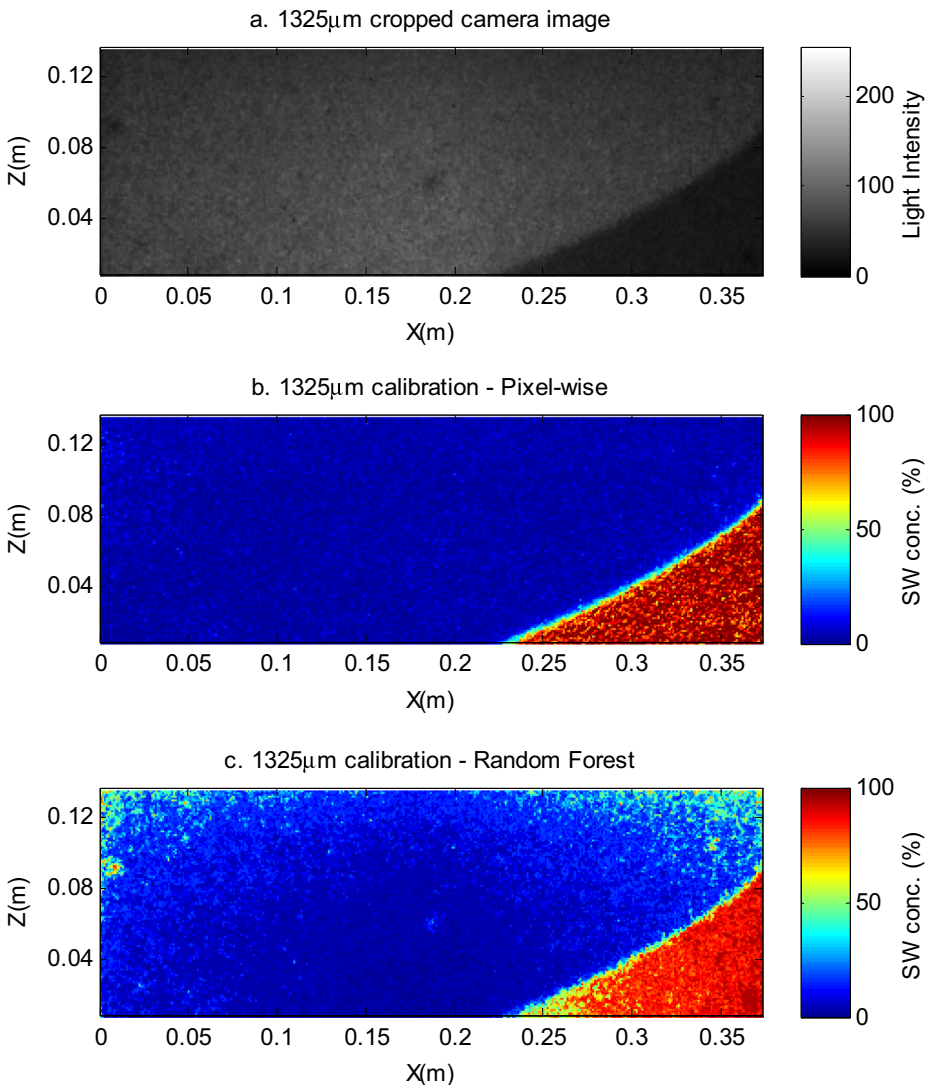 a. 1325μm cropped camera image
0.12
0.08
0.04
Z(m)
0 0.05 0.1 0.15 0.2 0.25 0.3 0.35
X(m)
200
100
0
Light Intensity
b. 1325μm calibration - Pixel-wise
0.12
0.08
0.04
Z(m)
0 0.05 0.1 0.15 0.2 0.25 0.3 0.35
X(m)
100
50
0
SW conc. (%)
c. 1325μm calibration - Random Forest
0.12
0.08
0.04
Z(m)
0 0.05 0.1 0.15 0.2 0.25 0.3 0.35
X(m)
100
50
0
SW conc. (%)